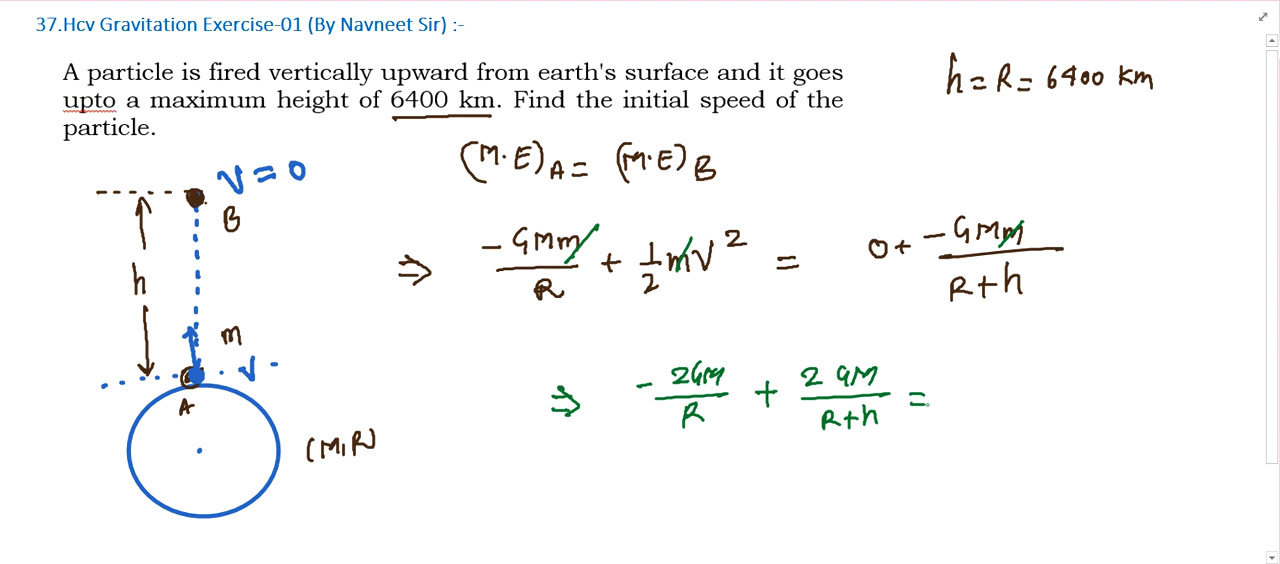 37.Hcv Gravitation Exercise-01 (By Navneet Sir) :-
A particle is fired vertically upward from earth's surface and it goes
upto a maximum height of 6400 km. Find the initial speed of the
particle.
h = R = 6400 km
(M.E)A = (M.E)B
V = 0
B
h
⇒ -GMm/R + 1/2 mV² = 0 + -GMm/R+h
m
V
A
⇒ - 2GM/R + 2GM/R+h =
(M,R)